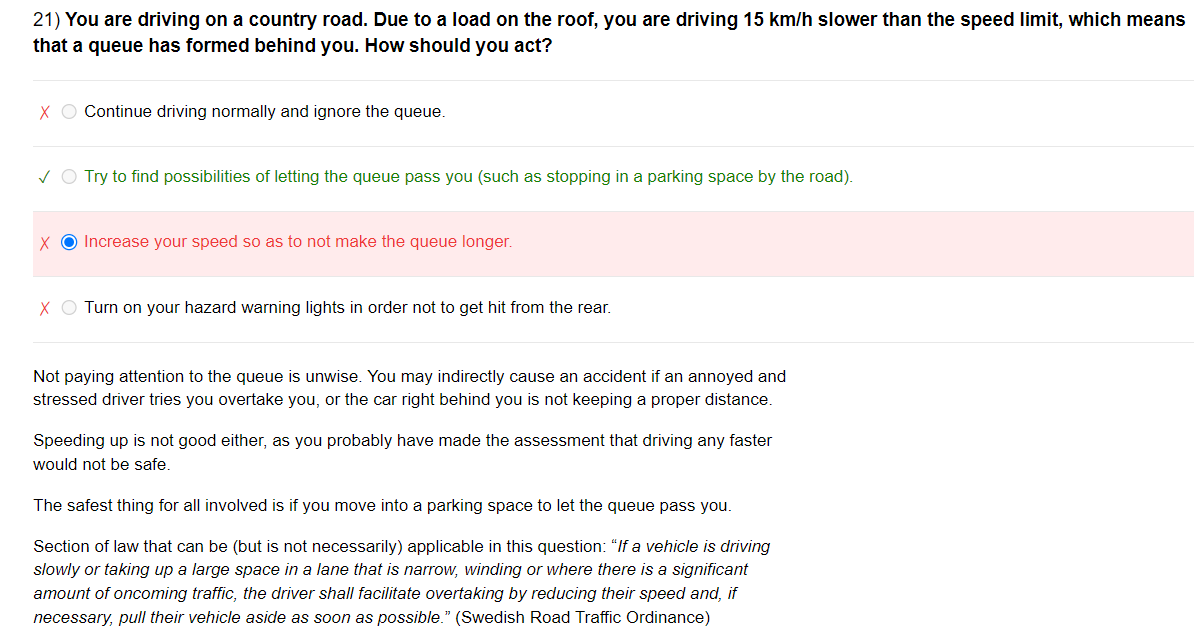 21) You are driving on a country road. Due to a load on the roof, you are driving 15 km/h slower than the speed limit, which means
that a queue has formed behind you. How should you act?
X Continue driving normally and ignore the queue.
✓ Try to find possibilities of letting the queue pass you (such as stopping in a parking space by the road).
X Increase your speed so as to not make the queue longer.
X Turn on your hazard warning lights in order not to get hit from the rear.
Not paying attention to the queue is unwise. You may indirectly cause an accident if an annoyed and
stressed driver tries you overtake you, or the car right behind you is not keeping a proper distance.
Speeding up is not good either, as you probably have made the assessment that driving any faster
would not be safe.
The safest thing for all involved is if you move into a parking space to let the queue pass you.
Section of law that can be (but is not necessarily) applicable in this question: “If a vehicle is driving
slowly or taking up a large space in a lane that is narrow, winding or where there is a significant
amount of oncoming traffic, the driver shall facilitate overtaking by reducing their speed and, if
necessary, pull their vehicle aside as soon as possible.” (Swedish Road Traffic Ordinance)